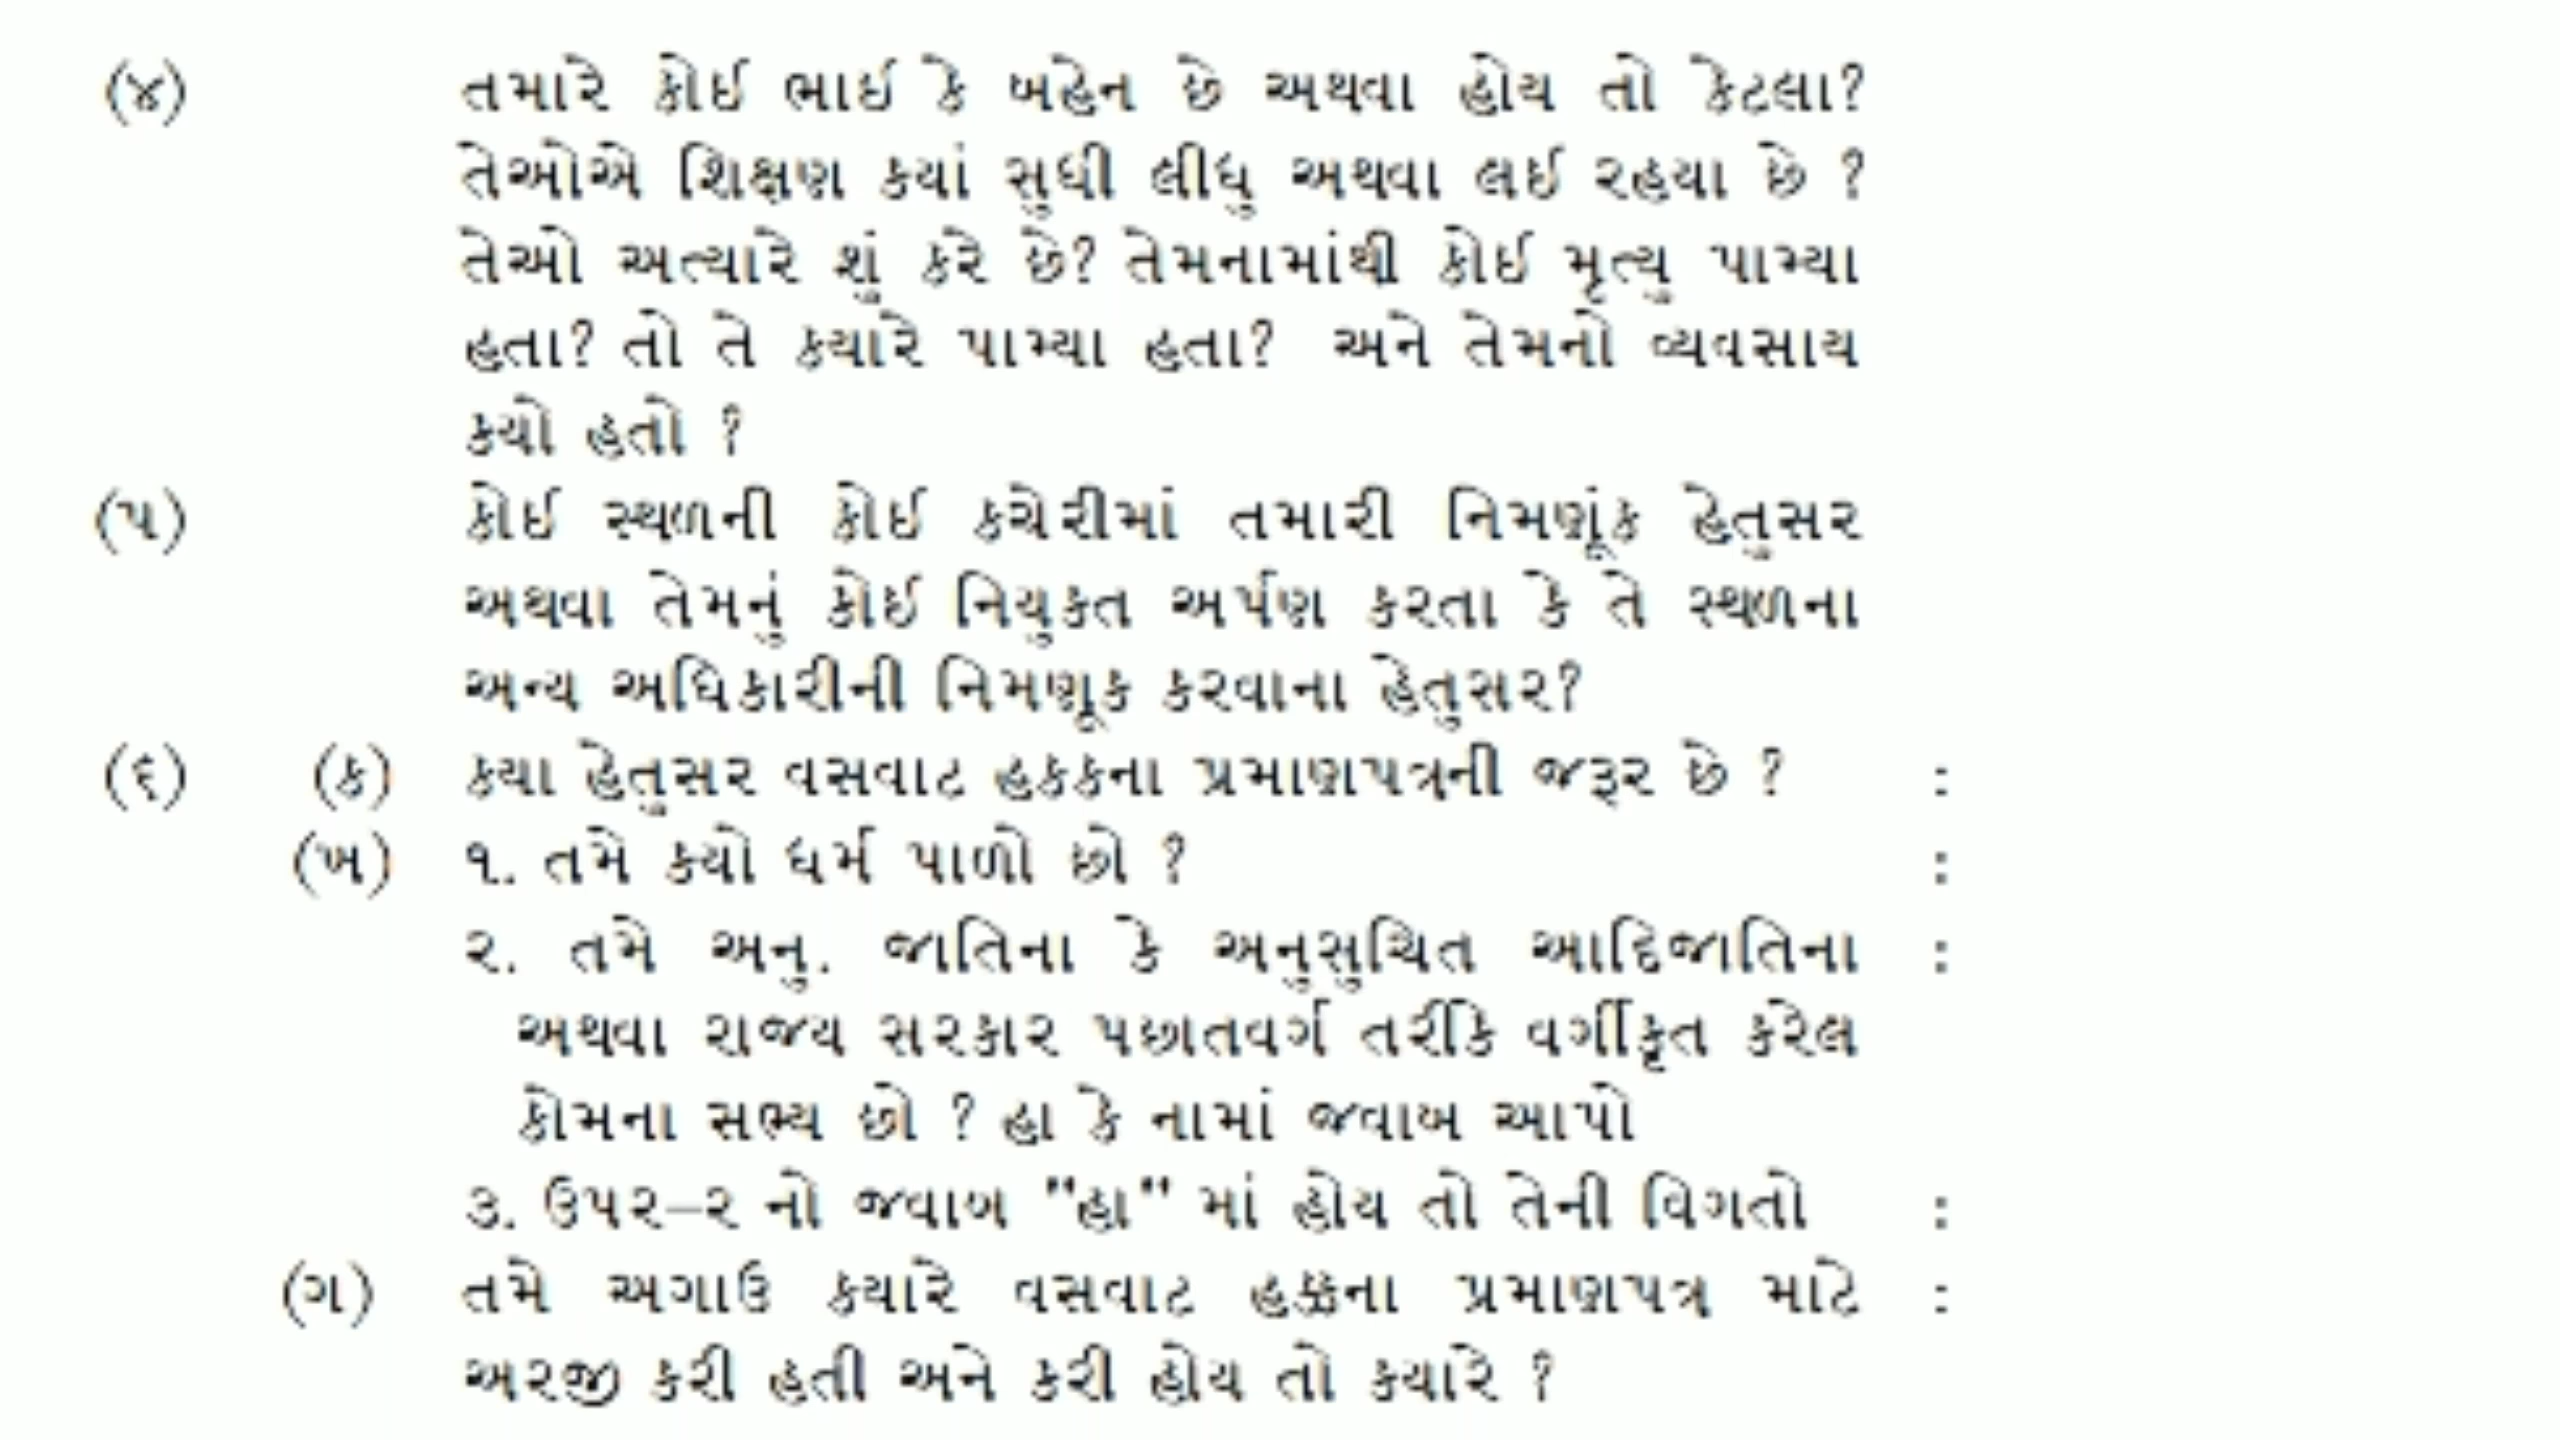 (૪) તમારે કોઈ ભાઈ કે બહેન છે અથવા હોય તો કેટલા?
તેઓએ શિક્ષણ કયાં સુધી લીધુ અથવા લઈ રહયા છે ?
તેઓ અત્યારે શું કરે છે? તેમનામાંથી કોઈ મૃત્યુ પામ્યા
હતા? તો તે કયારે પામ્યા હતા? અને તેમનો વ્યવસાય
કયો હતો ?
(૫) કોઈ સ્થળની કોઈ કચેરીમાં તમારી નિમણૂંક હેતુસર
અથવા તેમનું કોઈ નિયુકત અર્પણ કરતા કે તે સ્થળના
અન્ય અધિકારીની નિમણૂક કરવાના હેતુસર?
(૬) (ક) કયા હેતુસર વસવાટ હકકના પ્રમાણપત્રની જરૂર છે ? :
(ખ) ૧. તમે કયો ધર્મ પાળો છો ? :
૨. તમે અનુ. જાતિના કે અનુસુચિત આદિજાતિના :
અથવા રાજય સરકાર પછાતવર્ગ તરીકે વર્ગીકૃત કરેલ
કોમના સભ્ય છો ? હા કે નામાં જવાબ આપો
૩. ઉપર–૨ નો જવાબ "હા" માં હોય તો તેની વિગતો :
(ગ) તમે અગાઉ કયારે વસવાટ હક્કના પ્રમાણપત્ર માટે :
અરજી કરી હતી અને કરી હોય તો કયારે ?